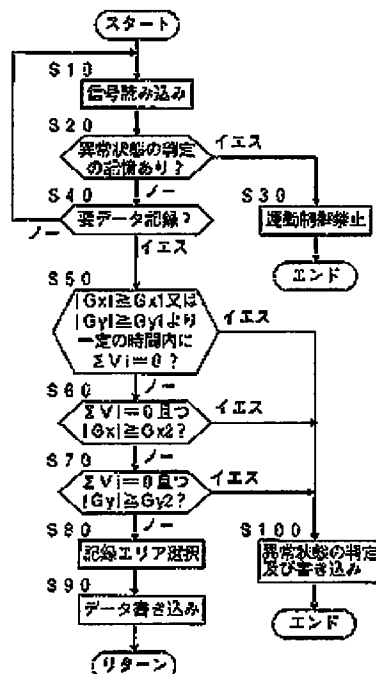 スタート
S10
信号読み込み
S20
異常状態の判定
の記憶あり？
イエス
ノー
S30
運動制御禁止
エンド
S40
要データ記録？
ノー
イエス
S50
|Gx|≧Gx1又は
|Gy|≧Gy1より
一定の時間内に
ΣVi＝0？
イエス
ノー
S60
ΣVi＝0且つ
|Gx|≧Gx2？
イエス
ノー
S70
ΣVi＝0且つ
|Gy|≧Gy2？
イエス
ノー
S80
記録エリア選択
S90
データ書き込み
リターン
S100
異常状態の判定
及び書き込み
エンド